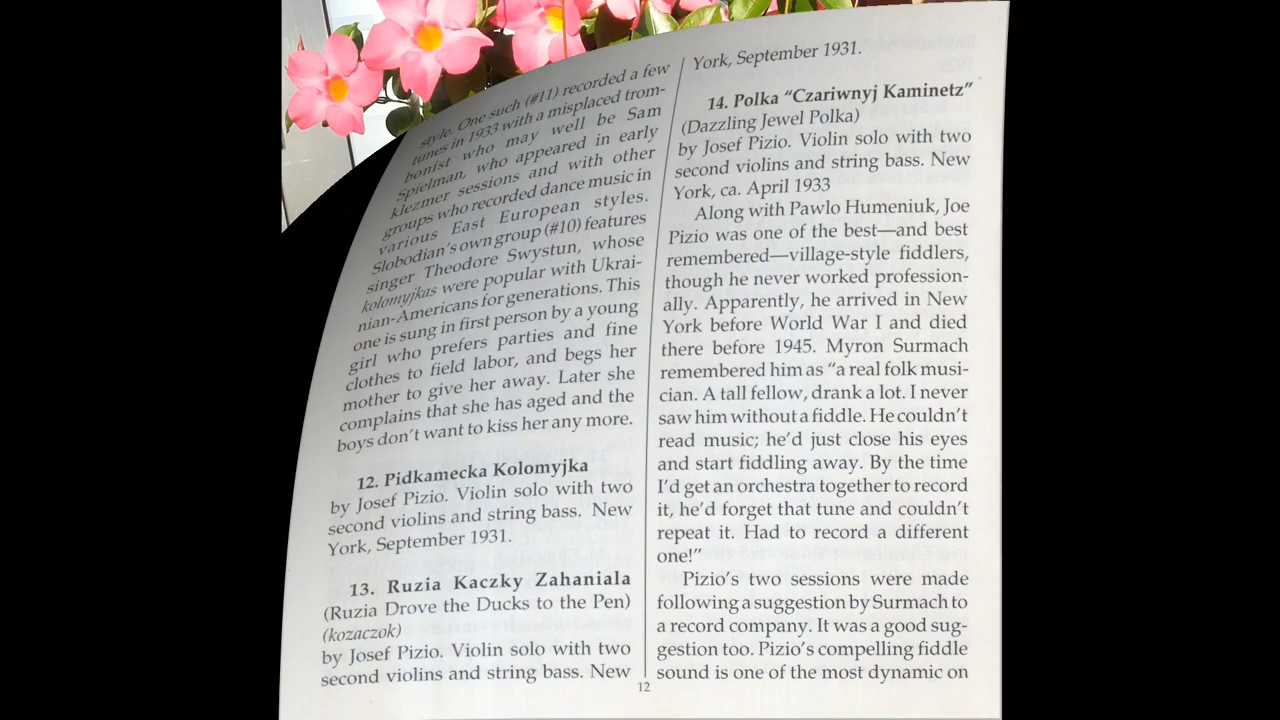 style. One such (#11) recorded a few
tunes in 1933 with a misplaced trom-
bonist who may well be Sam
Spielman, who appeared in early
klezmer sessions and with other
groups who recorded dance music in
various East European styles.
Slobodian's own group (#10) features
singer Theodore Swystun, whose
kolomyjkas were popular with Ukrai-
nian-Americans for generations. This
one is sung in first person by a young
girl who prefers parties and fine
clothes to field labor, and begs her
mother to give her away. Later she
complains that she has aged and the
boys don't want to kiss her any more.
12. Pidkamecka Kolomyjka
by Josef Pizio. Violin solo with two
second violins and string bass. New
York, September 1931.
13. Ruzia Kaczky Zahaniala
(Ruzia Drove the Ducks to the Pen)
(kozaczok)
by Josef Pizio. Violin solo with two
second violins and string bass. New
York, September 1931.
14. Polka “Czariwnyj Kaminetz”
(Dazzling Jewel Polka)
by Josef Pizio. Violin solo with two
second violins and string bass. New
York, ca. April 1933
Along with Pawlo Humeniuk, Joe
Pizio was one of the best—and best
remembered—village-style fiddlers,
though he never worked profession-
ally. Apparently, he arrived in New
York before World War I and died
there before 1945. Myron Surmach
remembered him as “a real folk musi-
cian. A tall fellow, drank a lot. I never
saw him without a fiddle. He couldn't
read music; he'd just close his eyes
and start fiddling away. By the time
I'd get an orchestra together to record
it, he'd forget that tune and couldn't
repeat it. Had to record a different
one!”
Pizio's two sessions were made
following a suggestion by Surmach to
a record company. It was a good sug-
gestion too. Pizio's compelling fiddle
sound is one of the most dynamic on
12